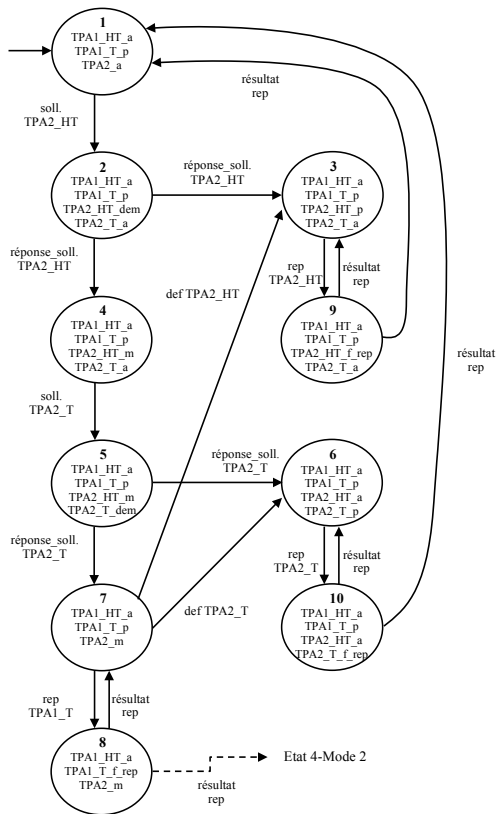 1
TPA1_HT_a
TPA1_T_p
TPA2_a
résultat
rep
soll.
TPA2_HT
2
TPA1_HT_a
TPA1_T_p
TPA2_HT_dem
TPA2_T_a
réponse_soll.
TPA2_HT
3
TPA1_HT_a
TPA1_T_p
TPA2_HT_p
TPA2_T_a
réponse_soll.
TPA2_HT
def TPA2_HT
rep
TPA2_HT
résultat
rep
4
TPA1_HT_a
TPA1_T_p
TPA2_HT_m
TPA2_T_a
9
TPA1_HT_a
TPA1_T_p
TPA2_HT_f_rep
TPA2_T_a
résultat
rep
soll.
TPA2_T
5
TPA1_HT_a
TPA1_T_p
TPA2_HT_m
TPA2_T_dem
réponse_soll.
TPA2_T
6
TPA1_HT_a
TPA1_T_p
TPA2_HT_a
TPA2_T_p
réponse_soll.
TPA2_T
rep
TPA2_T
résultat
rep
7
TPA1_HT_a
TPA1_T_p
TPA2_m
def TPA2_T
10
TPA1_HT_a
TPA1_T_p
TPA2_HT_a
TPA2_T_f_rep
rep
TPA1_T
résultat
rep
8
TPA1_HT_a
TPA1_T_f_rep
TPA2_m
Etat 4-Mode 2
résultat
rep